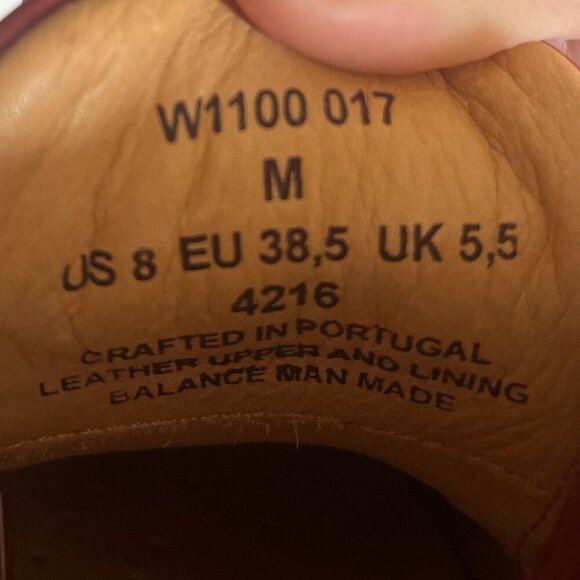 W1100 017
M
US 8 EU 38,5 UK 5,5
4216
CRAFTED IN PORTUGAL
LEATHER UPPER AND LINING
BALANCE MAN MADE